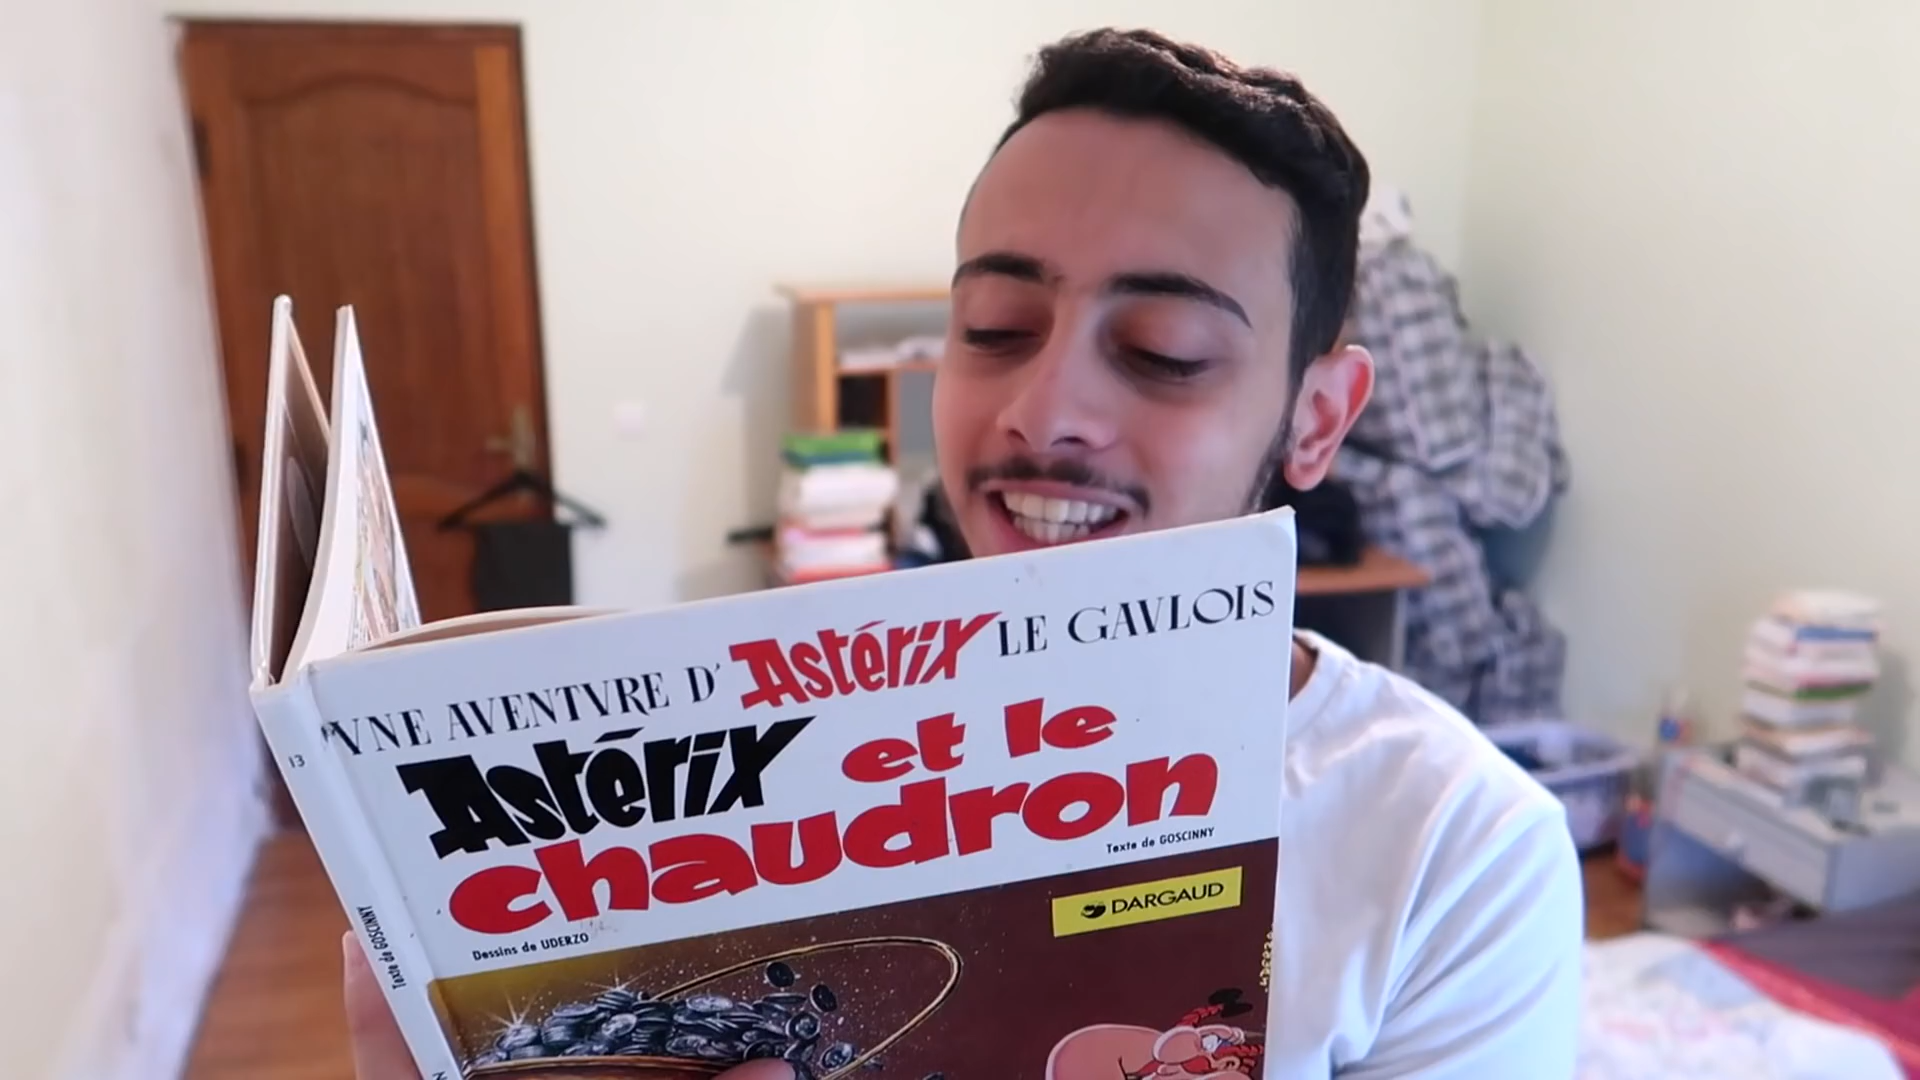 VNE AVENTVRE D'Astérix LE GAVLOIS
Astérix et le
chaudron
Texte de GOSCINNY
Dessins de UDERZO
DARGAUD
UDERZO
13
Texte de GOSCINNY